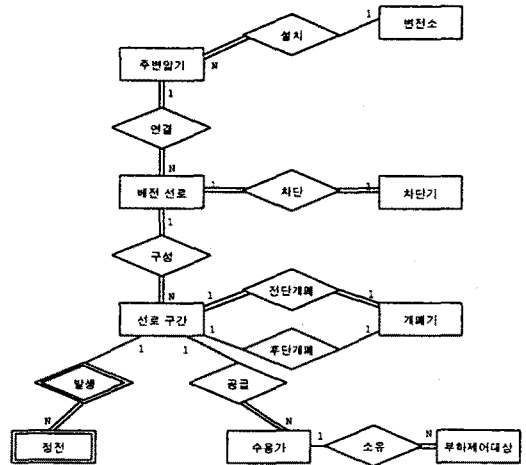 변전소
1
설치
N
주변압기
1
연결
N
배전 선로
1
차단
1
차단기
1
구성
N
선로 구간
1
전단개폐
1
개폐기
1
후단개폐
1
1
1
발생
공급
N
N
정전
수용가
1
소유
N
부하제어대상